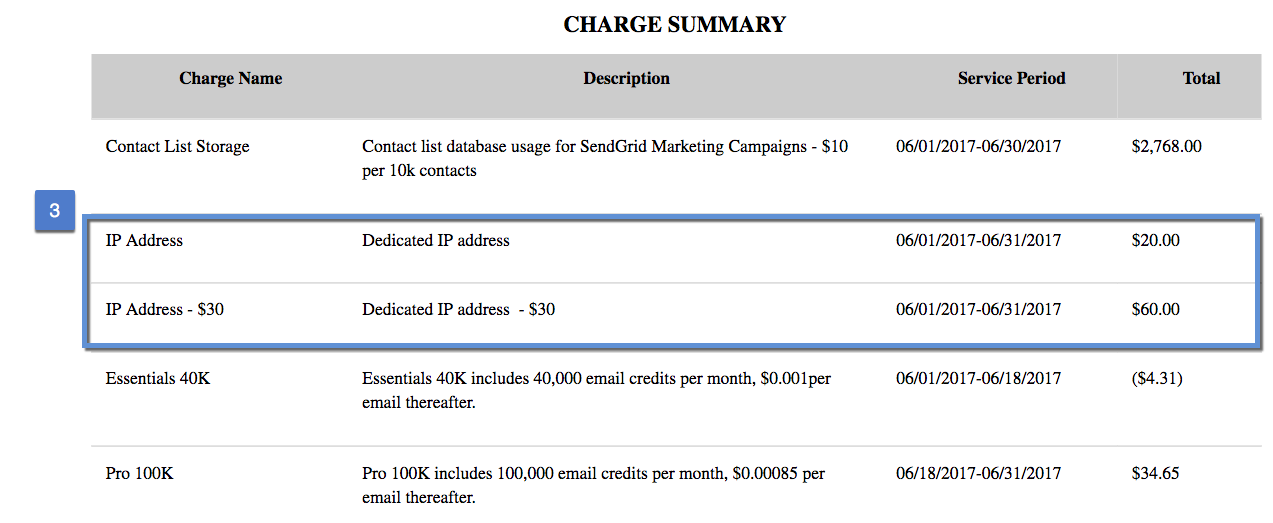 CHARGE SUMMARY
Charge Name Description Service Period Total
Contact List Storage Contact list database usage for SendGrid Marketing Campaigns - $10 06/01/2017-06/30/2017 $2,768.00
per 10k contacts
3
IP Address Dedicated IP address 06/01/2017-06/31/2017 $20.00
IP Address - $30 Dedicated IP address  - $30 06/01/2017-06/31/2017 $60.00
Essentials 40K Essentials 40K includes 40,000 email credits per month, $0.001per 06/01/2017-06/18/2017 ($4.31)
email thereafter.
Pro 100K Pro 100K includes 100,000 email credits per month, $0.00085 per 06/18/2017-06/31/2017 $34.65
email thereafter.